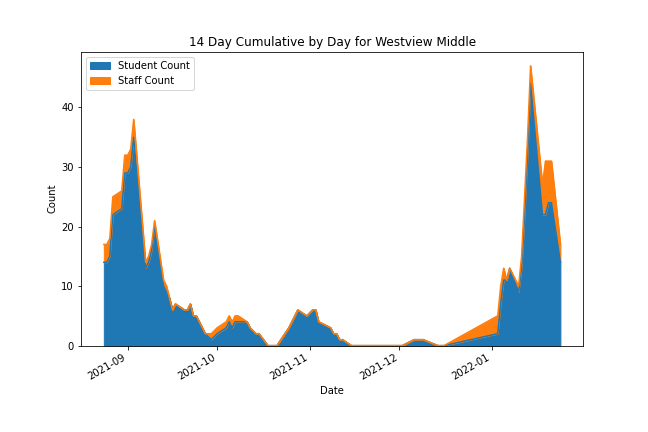 14 Day Cumulative by Day for Westview Middle
Student Count
Staff Count
40
30
20
10
0
Count
2021-09
2021-10
2021-11
2021-12
2022-01
Date